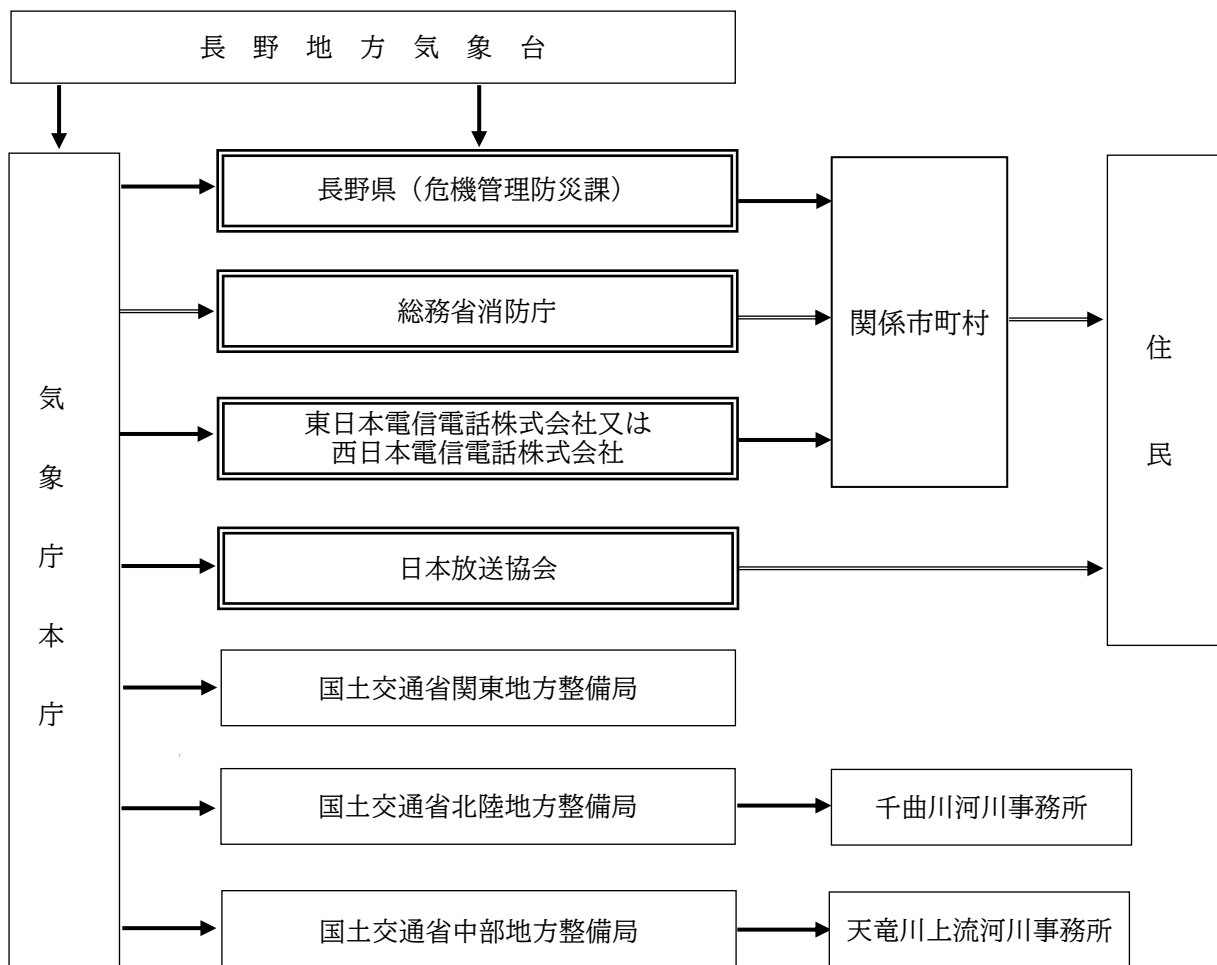 長野地方気象台
気象庁本庁
長野県（危機管理防災課）
総務省消防庁
東日本電信電話株式会社又は
西日本電信電話株式会社
日本放送協会
国土交通省関東地方整備局
国土交通省北陸地方整備局
国土交通省中部地方整備局
関係市町村
千曲川河川事務所
天竜川上流河川事務所
住民